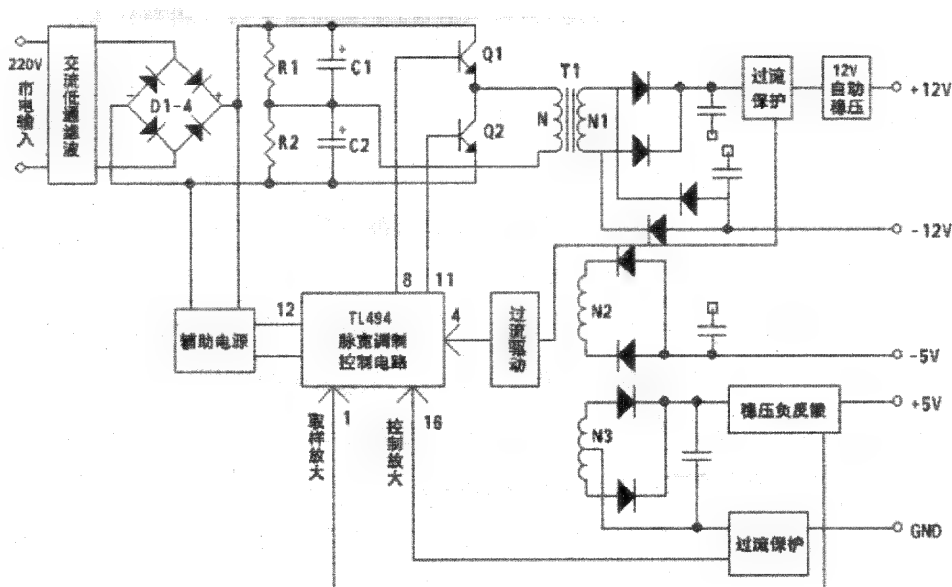 220V
市电输入
交流低通滤波
D1-4
-
+
R1
R2
+
C1
+
C2
Q1
Q2
T1
N
N1
过流
保护
12V
自动
稳压
+12V
-12V
8
11
12
TL494
脉宽调制
控制电路
4
过流驱动
辅助电源
N2
-5V
+5V
取样放大
1
控制放大
16
N3
稳压负反馈
过流保护
GND